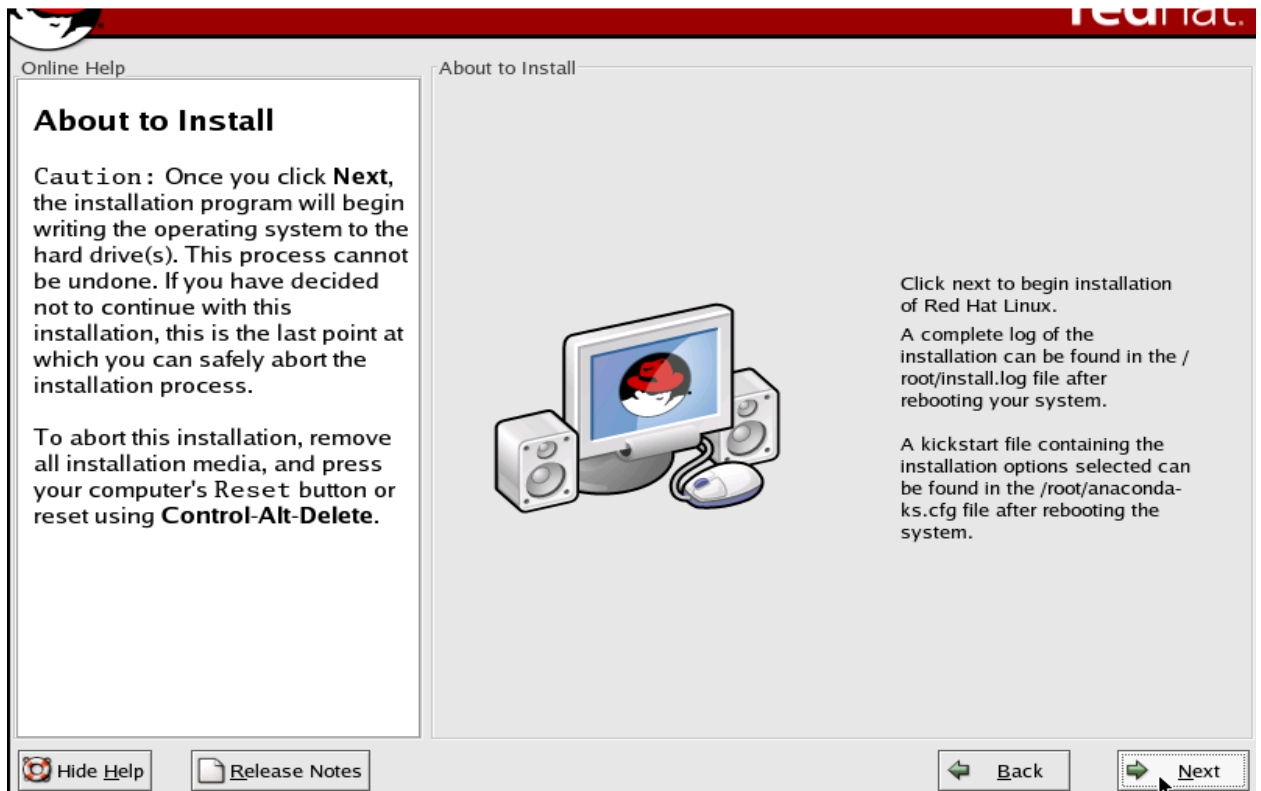 redhat.
Online Help
About to Install
Caution: Once you click Next,
the installation program will begin
writing the operating system to the
hard drive(s). This process cannot
be undone. If you have decided
not to continue with this
installation, this is the last point at
which you can safely abort the
installation process.
To abort this installation, remove
all installation media, and press
your computer's Reset button or
reset using Control-Alt-Delete.
About to Install
Click next to begin installation
of Red Hat Linux.
A complete log of the
installation can be found in the /
root/install.log file after
rebooting your system.
A kickstart file containing the
installation options selected can
be found in the /root/anaconda-
ks.cfg file after rebooting the
system.
Hide Help
Release Notes
Back
Next